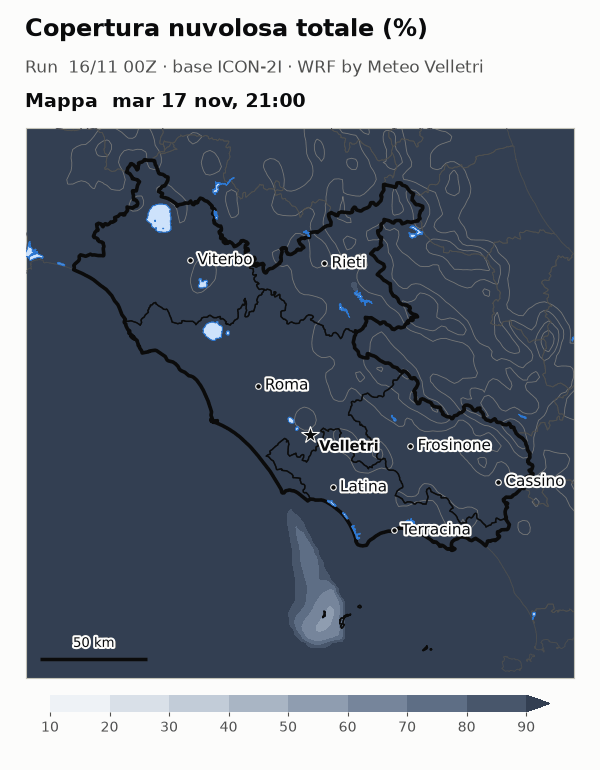 Copertura nuvolosa totale (%)
Run 16/11 00Z · base ICON-2I · WRF by Meteo Velletri
Mappa mar 17 nov, 21:00
Viterbo
Rieti
Roma
Velletri
Frosinone
Cassino
Latina
Terracina
50 km
10 20 30 40 50 60 70 80 90